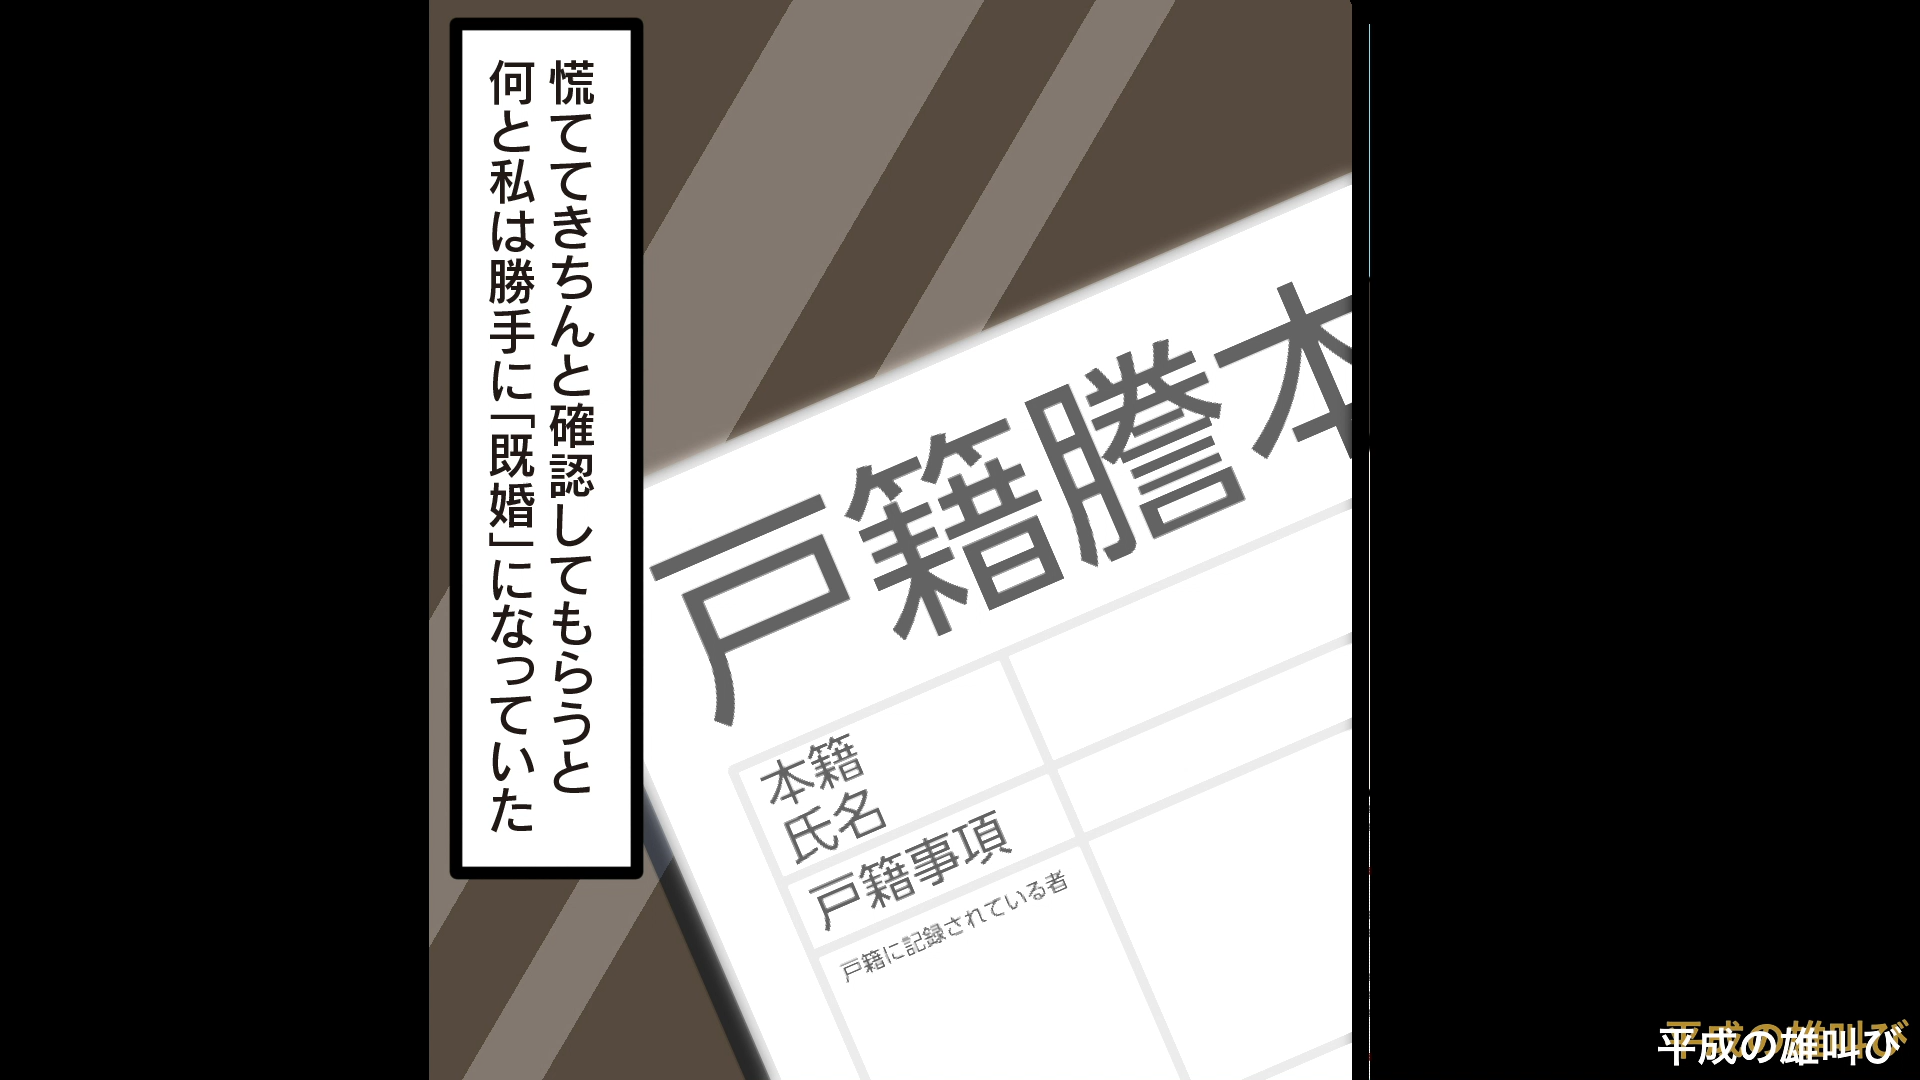 慌ててきちんと確認してもらうと
何と私は勝手に「既婚」になっていた
戸籍謄本
本籍
氏名
戸籍事項
戸籍に記録されている者
平成の雄叫び